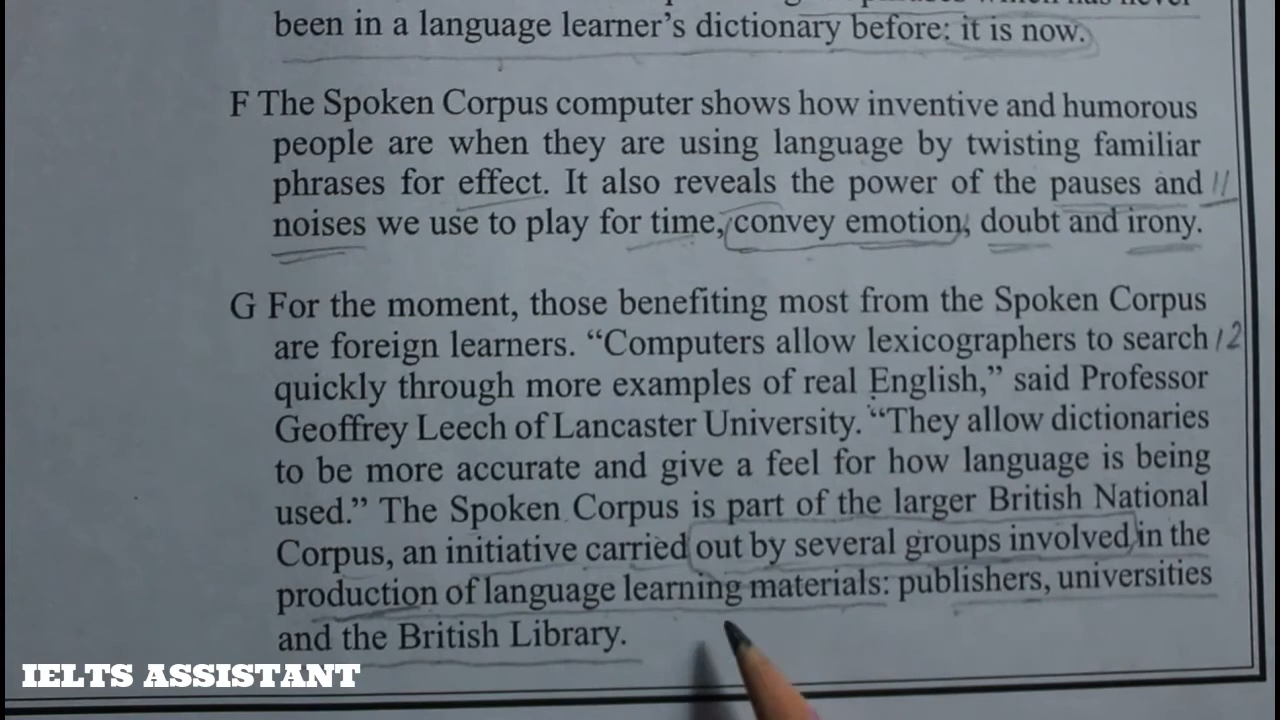 been in a language learner's dictionary before: it is now.
F The Spoken Corpus computer shows how inventive and humorous
people are when they are using language by twisting familiar
phrases for effect. It also reveals the power of the pauses and 11
noises we use to play for time, convey emotion, doubt and irony.
G For the moment, those benefiting most from the Spoken Corpus
are foreign learners. “Computers allow lexicographers to search 12
quickly through more examples of real English,” said Professor
Geoffrey Leech of Lancaster University. “They allow dictionaries
to be more accurate and give a feel for how language is being
used.” The Spoken Corpus is part of the larger British National
Corpus, an initiative carried out by several groups involved in the
production of language learning materials: publishers, universities
and the British Library.
IELTS ASSISTANT